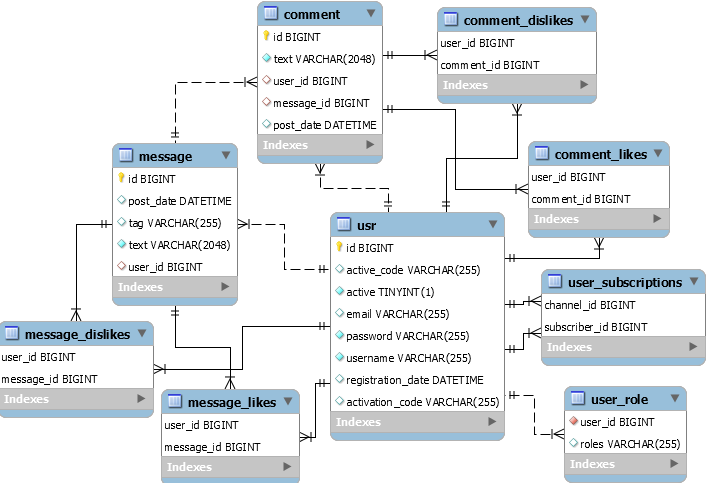 comment
id BIGINT
text VARCHAR(2048)
user_id BIGINT
message_id BIGINT
post_date DATETIME
Indexes
comment_dislikes
user_id BIGINT
comment_id BIGINT
Indexes
message
id BIGINT
post_date DATETIME
tag VARCHAR(255)
text VARCHAR(2048)
user_id BIGINT
Indexes
comment_likes
user_id BIGINT
comment_id BIGINT
Indexes
usr
id BIGINT
active_code VARCHAR(255)
active TINYINT(1)
email VARCHAR(255)
password VARCHAR(255)
username VARCHAR(255)
registration_date DATETIME
activation_code VARCHAR(255)
Indexes
user_subscriptions
channel_id BIGINT
subscriber_id BIGINT
Indexes
message_dislikes
user_id BIGINT
message_id BIGINT
Indexes
message_likes
user_id BIGINT
message_id BIGINT
Indexes
user_role
user_id BIGINT
roles VARCHAR(255)
Indexes